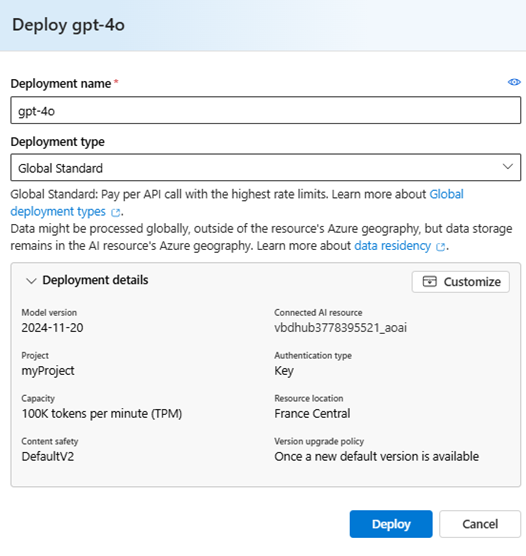 Deploy gpt-4o
Deployment name *
gpt-4o
Deployment type
Global Standard
Global Standard: Pay per API call with the highest rate limits. Learn more about Global
deployment types.
Data might be processed globally, outside of the resource's Azure geography, but data storage
remains in the AI resource's Azure geography. Learn more about data residency.
Deployment details
Customize
Model version
2024-11-20
Connected AI resource
vbdhub3778395521_aoai
Project
myProject
Authentication type
Key
Capacity
100K tokens per minute (TPM)
Resource location
France Central
Content safety
DefaultV2
Version upgrade policy
Once a new default version is available
Deploy
Cancel